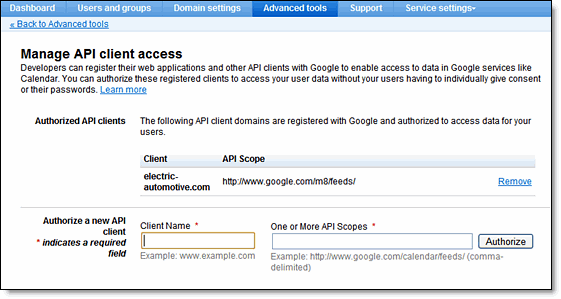 Dashboard Users and groups Domain settings Advanced tools Support Service settings
« Back to Advanced tools
Manage API client access
Developers can register their web applications and other API clients with Google to enable access to data in Google services like
Calendar. You can authorize these registered clients to access your user data without your users having to individually give consent
or their passwords. Learn more
Authorized API clients
The following API client domains are registered with Google and authorized to access data for your
users.
Client API Scope
electric-
automotive.com
http://www.google.com/m8/feeds/ Remove
Authorize a new API
client
* indicates a required
field
Client Name * One or More API Scopes *
Authorize
Example: www.example.com
Example: http://www.google.com/calendar/feeds/ (comma-
delimited)